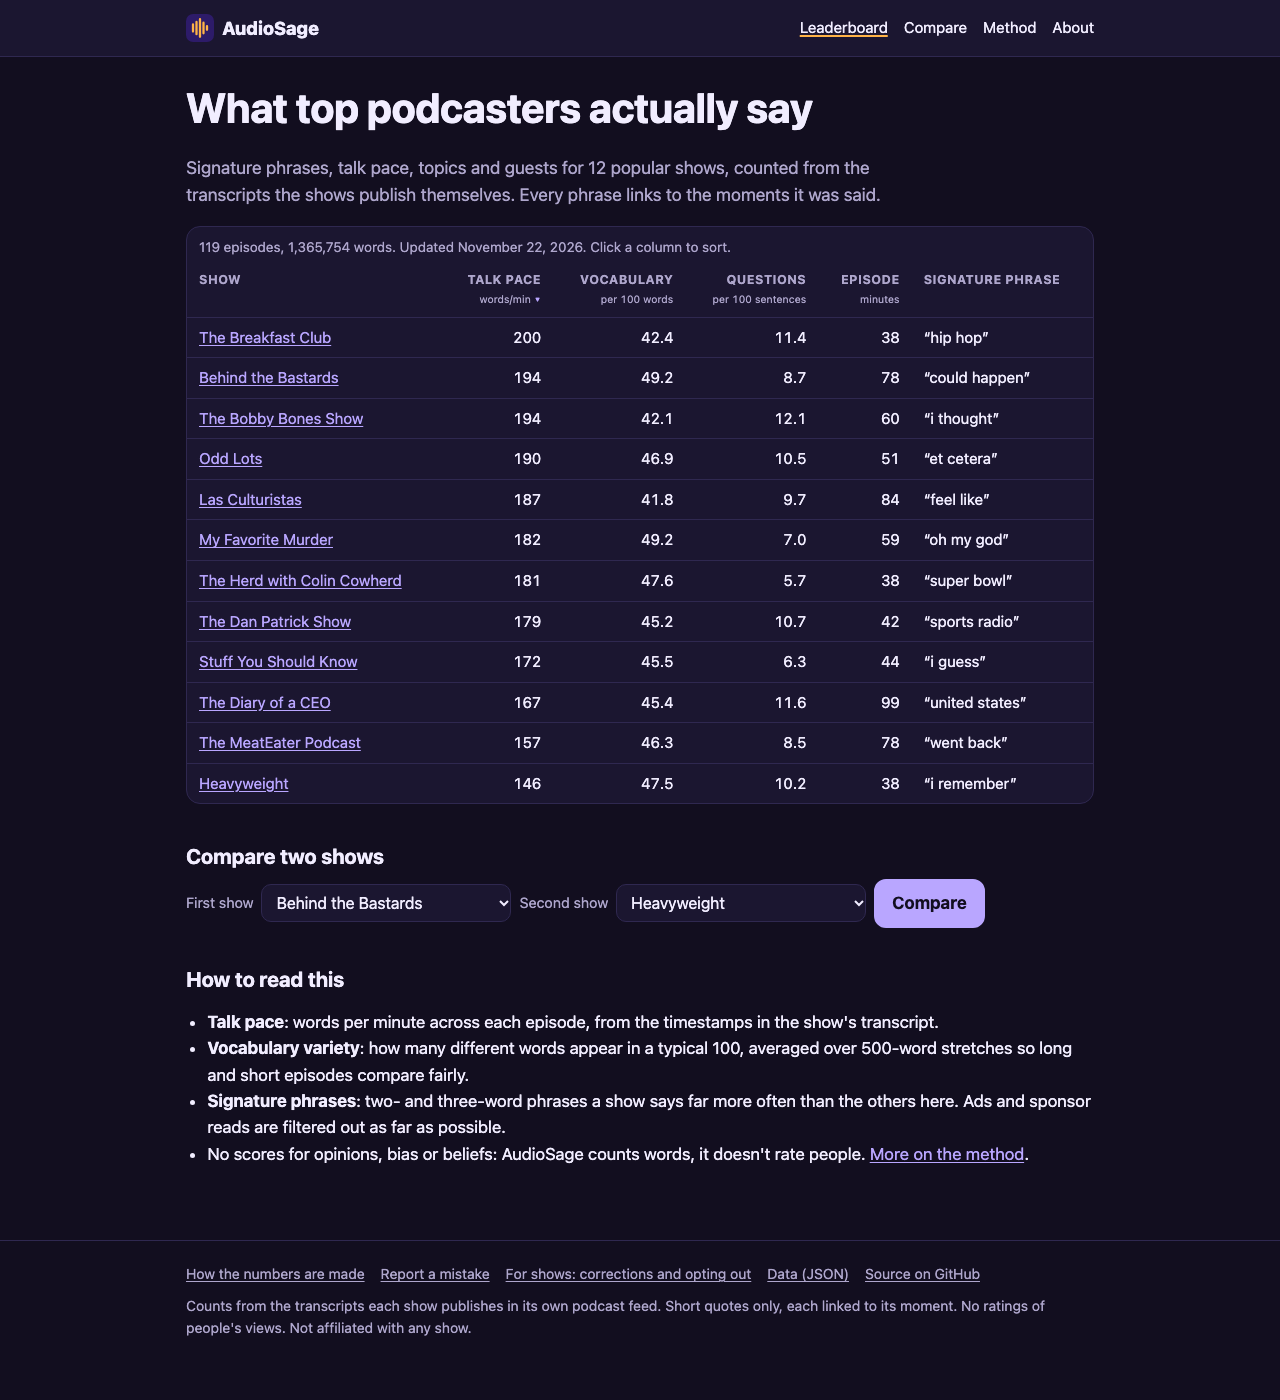 AudioSage
Leaderboard Compare Method About
What top podcasters actually say
Signature phrases, talk pace, topics and guests for 12 popular shows, counted from the
transcripts the shows publish themselves. Every phrase links to the moments it was said.
119 episodes, 1,365,754 words. Updated November 22, 2026. Click a column to sort.
SHOW TALK PACE VOCABULARY QUESTIONS EPISODE SIGNATURE PHRASE
words/min ▾ per 100 words per 100 sentences minutes
The Breakfast Club 200 42.4 11.4 38 “hip hop”
Behind the Bastards 194 49.2 8.7 78 “could happen”
The Bobby Bones Show 194 42.1 12.1 60 “i thought”
Odd Lots 190 46.9 10.5 51 “et cetera”
Las Culturistas 187 41.8 9.7 84 “feel like”
My Favorite Murder 182 49.2 7.0 59 “oh my god”
The Herd with Colin Cowherd 181 47.6 5.7 38 “super bowl”
The Dan Patrick Show 179 45.2 10.7 42 “sports radio”
Stuff You Should Know 172 45.5 6.3 44 “i guess”
The Diary of a CEO 167 45.4 11.6 99 “united states”
The MeatEater Podcast 157 46.3 8.5 78 “went back”
Heavyweight 146 47.5 10.2 38 “i remember”
Compare two shows
First show Behind the Bastards Second show Heavyweight Compare
How to read this
• Talk pace: words per minute across each episode, from the timestamps in the show's transcript.
• Vocabulary variety: how many different words appear in a typical 100, averaged over 500-word stretches so long
and short episodes compare fairly.
• Signature phrases: two- and three-word phrases a show says far more often than the others here. Ads and sponsor
reads are filtered out as far as possible.
• No scores for opinions, bias or beliefs: AudioSage counts words, it doesn't rate people. More on the method.
How the numbers are made Report a mistake For shows: corrections and opting out Data (JSON) Source on GitHub
Counts from the transcripts each show publishes in its own podcast feed. Short quotes only, each linked to its moment. No ratings of
people's views. Not affiliated with any show.